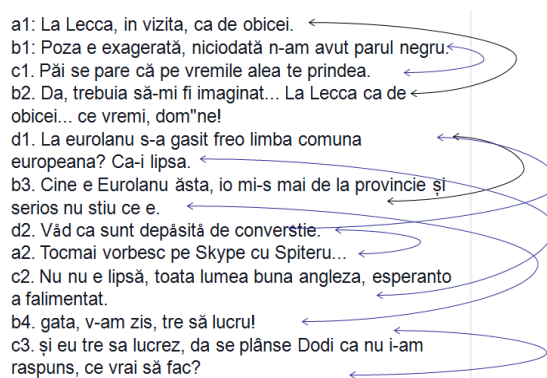 a1: La Lecca, in vizita, ca de obicei.
b1: Poza e exagerată, niciodată n-am avut parul negru.
c1. Păi se pare că pe vremile alea te prindea.
b2. Da, trebuia să-mi fi imaginat... La Lecca ca de
obicei... ce vremi, dom"ne!
d1. La eurolanu s-a gasit freo limba comuna
europeana? Ca-i lipsa.
b3. Cine e Eurolanu ăsta, io mi-s mai de la provincie și
serios nu stiu ce e.
d2. Văd ca sunt depăsită de converstie.
a2. Tocmai vorbesc pe Skype cu Spiteru...
c2. Nu nu e lipsă, toata lumea buna angleza, esperanto
a falimentat.
b4. gata, v-am zis, tre să lucru!
c3. și eu tre sa lucrez, da se plânse Dodi ca nu i-am
raspuns, ce vrai să fac?